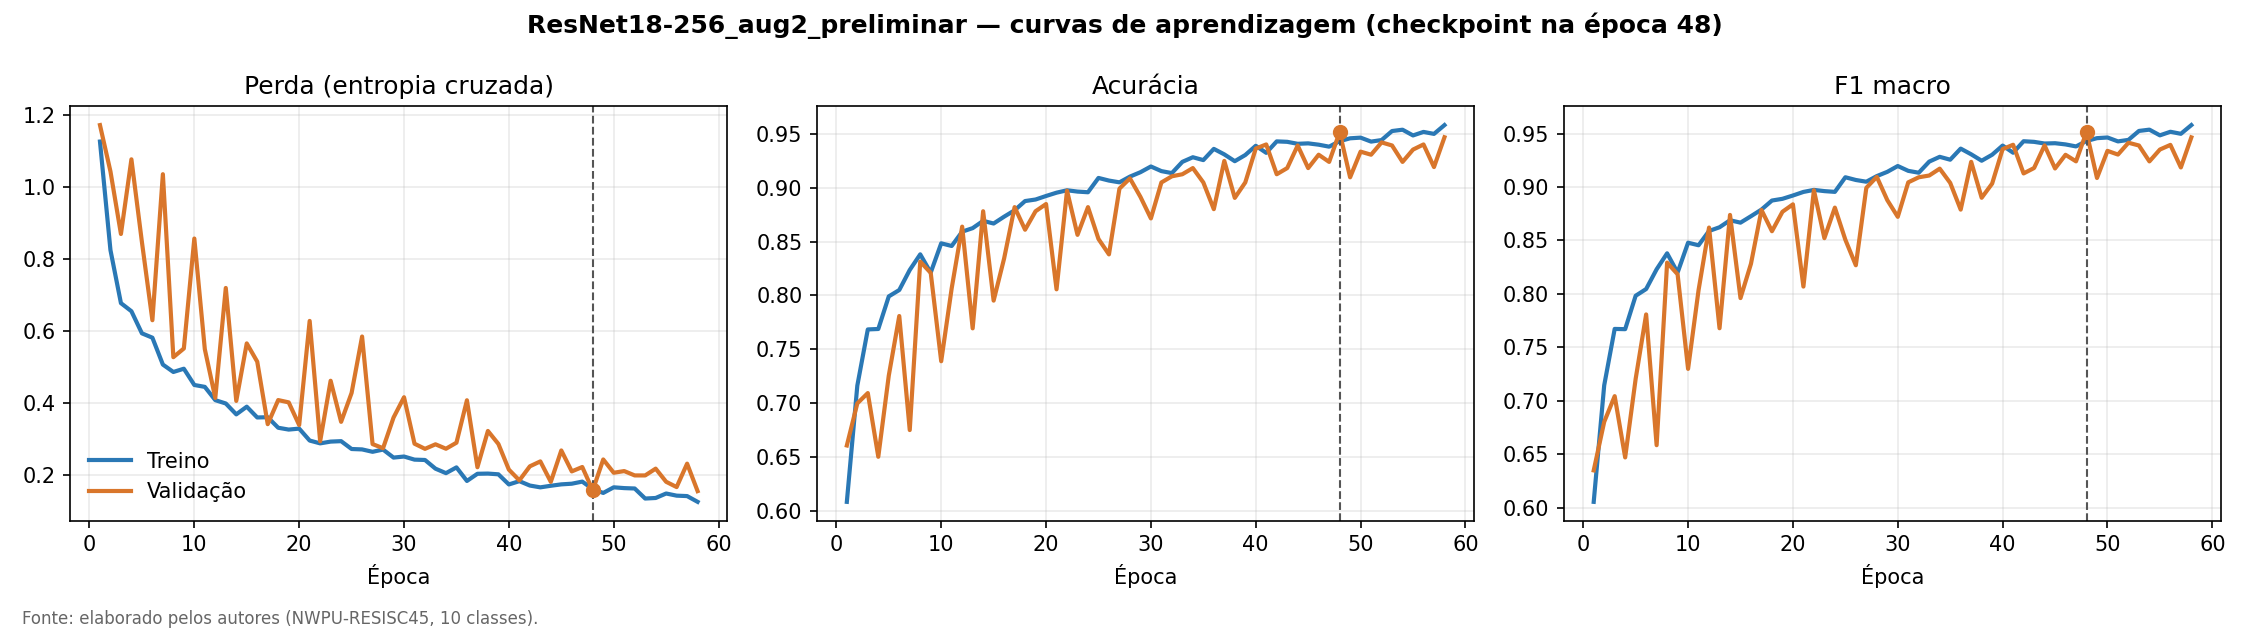 ResNet18-256_aug2_preliminar — curvas de aprendizagem (checkpoint na época 48)
Perda (entropia cruzada)
1.2
1.0
0.8
0.6
0.4
0.2
Treino
Validação
0 10 20 30 40 50 60
Época
Acurácia
0.95
0.90
0.85
0.80
0.75
0.70
0.65
0.60
0 10 20 30 40 50 60
Época
F1 macro
0.95
0.90
0.85
0.80
0.75
0.70
0.65
0.60
0 10 20 30 40 50 60
Época
Fonte: elaborado pelos autores (NWPU-RESISC45, 10 classes).